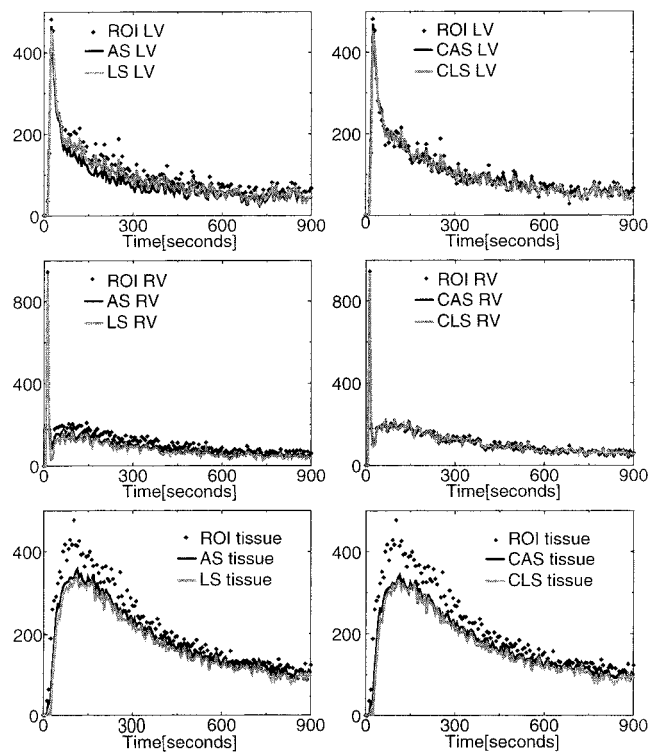 ROI LV
AS LV
LS LV
400
200
0
0 300 600 900
Time[seconds]
ROI LV
CAS LV
CLS LV
400
200
0
0 300 600 900
Time[seconds]
ROI RV
AS RV
LS RV
800
400
0
0 300 600 900
Time[seconds]
ROI RV
CAS RV
CLS RV
800
400
0
0 300 600 900
Time[seconds]
ROI tissue
AS tissue
LS tissue
400
200
0
0 300 600 900
Time[seconds]
ROI tissue
CAS tissue
CLS tissue
400
200
0
0 300 600 900
Time[seconds]